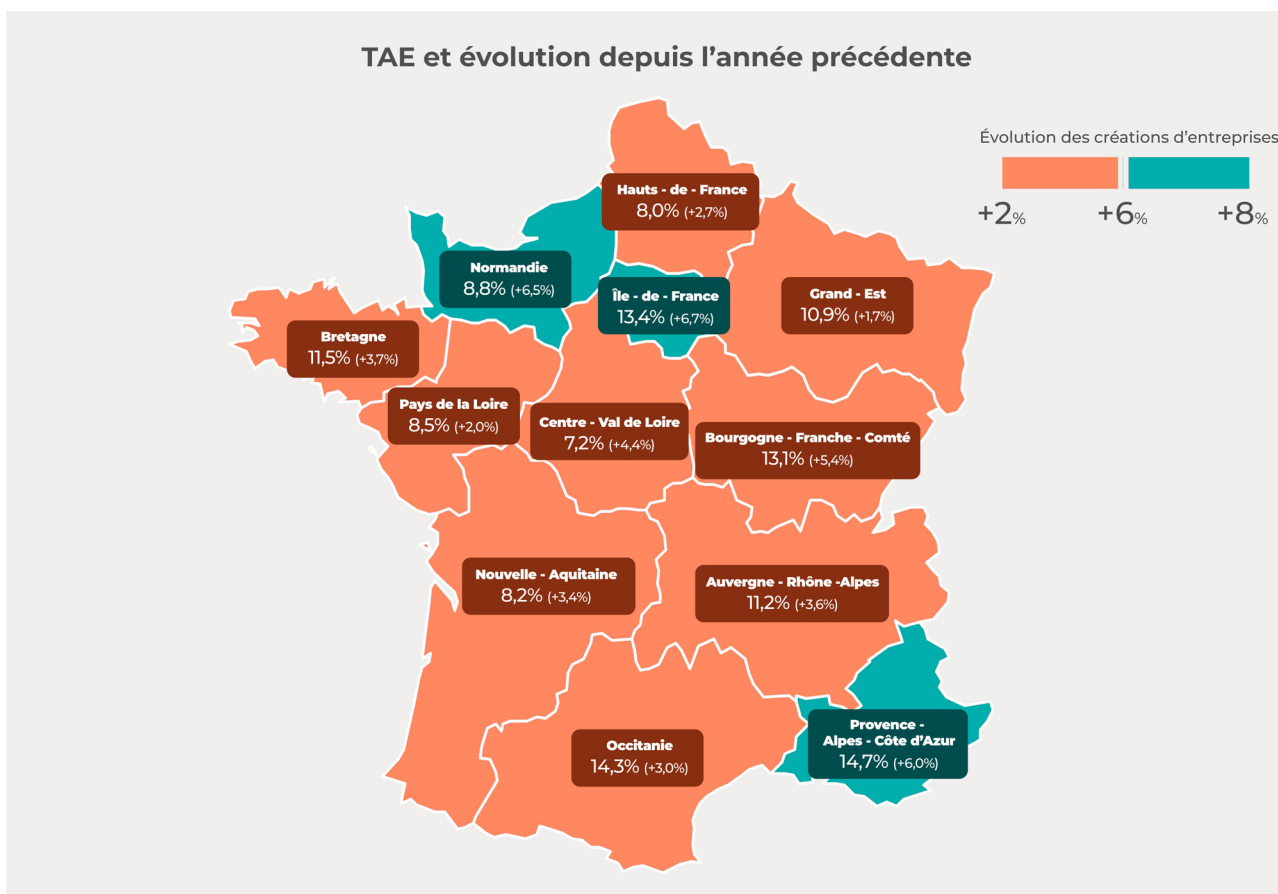 TAE et évolution depuis l'année précédente
Évolution des créations d'entreprises
+2% +6% +8%
Hauts - de - France
8,0% (+2,7%)
Normandie
8,8% (+6,5%)
Île - de - France
13,4% (+6,7%)
Grand - Est
10,9% (+1,7%)
Bretagne
11,5% (+3,7%)
Pays de la Loire
8,5% (+2,0%)
Centre - Val de Loire
7,2% (+4,4%)
Bourgogne - Franche - Comté
13,1% (+5,4%)
Nouvelle - Aquitaine
8,2% (+3,4%)
Auvergne - Rhône -Alpes
11,2% (+3,6%)
Occitanie
14,3% (+3,0%)
Provence -
Alpes - Côte d'Azur
14,7% (+6,0%)